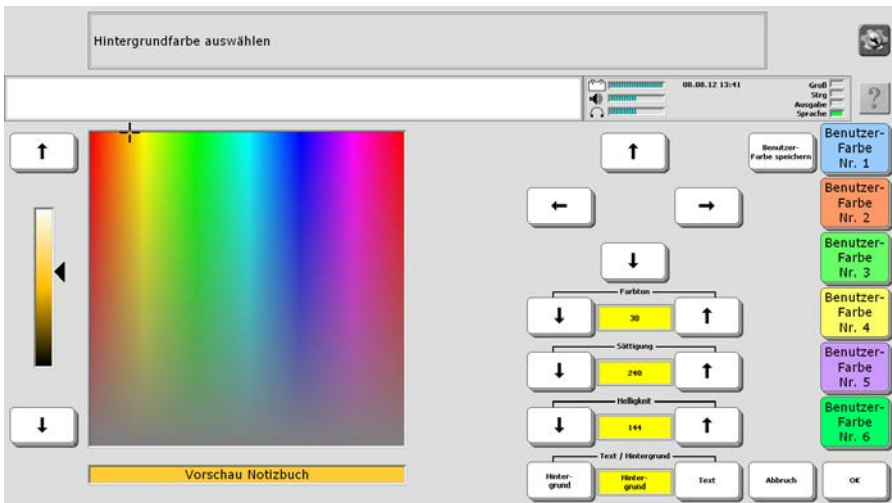 Hintergrundfarbe auswählen
08.08.12 13:41
Groß
Strg
Ausgabe
Sprache
?
Benutzer-
Farbe speichern
Benutzer-
Farbe
Nr. 1
Benutzer-
Farbe
Nr. 2
Benutzer-
Farbe
Nr. 3
Farbton
30
Benutzer-
Farbe
Nr. 4
Sättigung
240
Benutzer-
Farbe
Nr. 5
Helligkeit
144
Benutzer-
Farbe
Nr. 6
Text / Hintergrund
Vorschau Notizbuch
Hinter-
grund
Hinter-
grund
Text
Abbruch
OK